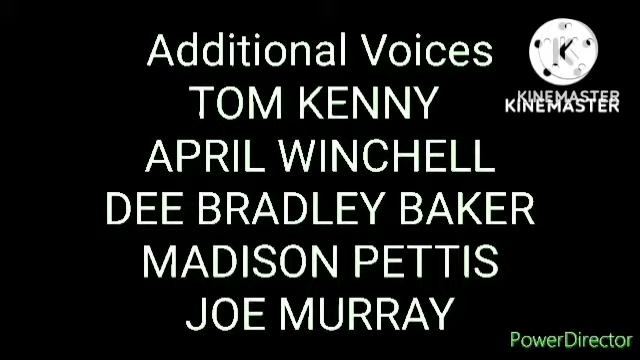 Additional Voices
TOM KENNY
APRIL WINCHELL
DEE BRADLEY BAKER
MADISON PETTIS
JOE MURRAY
K
KINEMASTER
KINEMASTER
PowerDirector